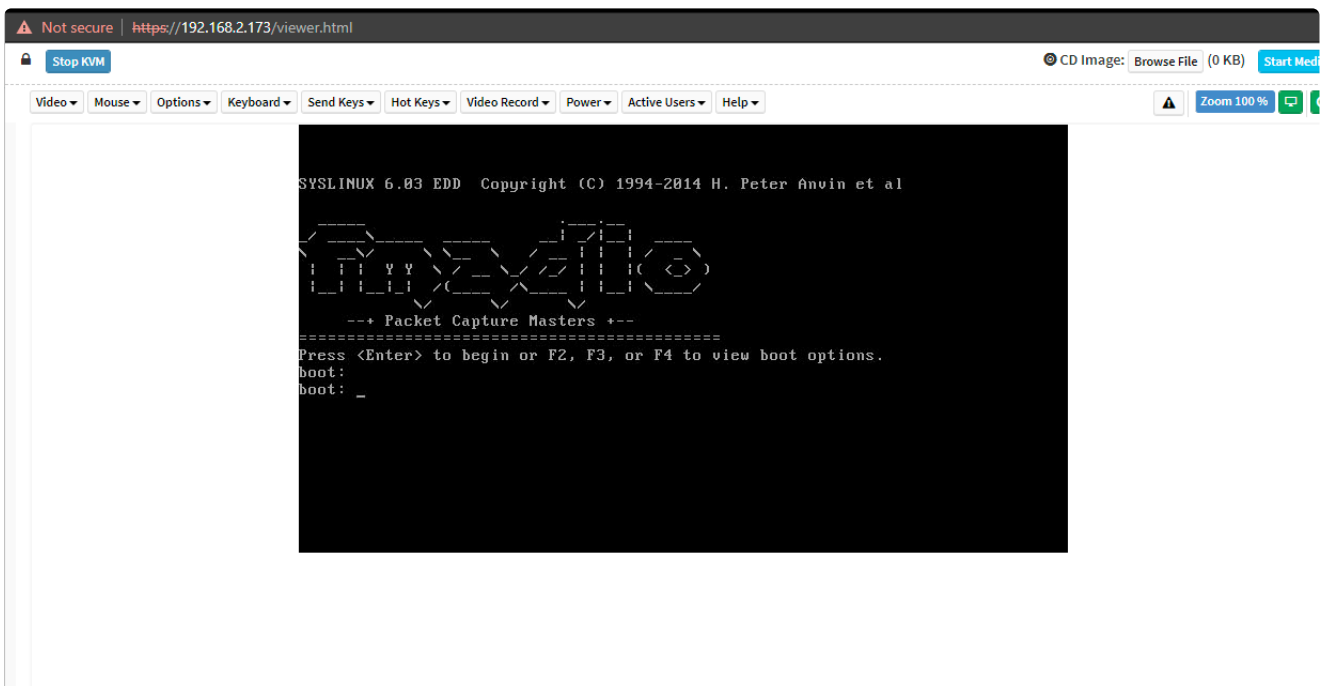 Not secure | https://192.168.2.173/viewer.html
Stop KVM
CD Image: Browse File (0 KB) Start Medi
Video Mouse Options Keyboard Send Keys Hot Keys Video Record Power Active Users Help
Zoom 100 %
SYSLINUX 6.03 EDD Copyright (C) 1994-2014 H. Peter Anvin et al
fmadio
--+ Packet Capture Masters +--
============================================
Press <Enter> to begin or F2, F3, or F4 to view boot options.
boot:
boot: _